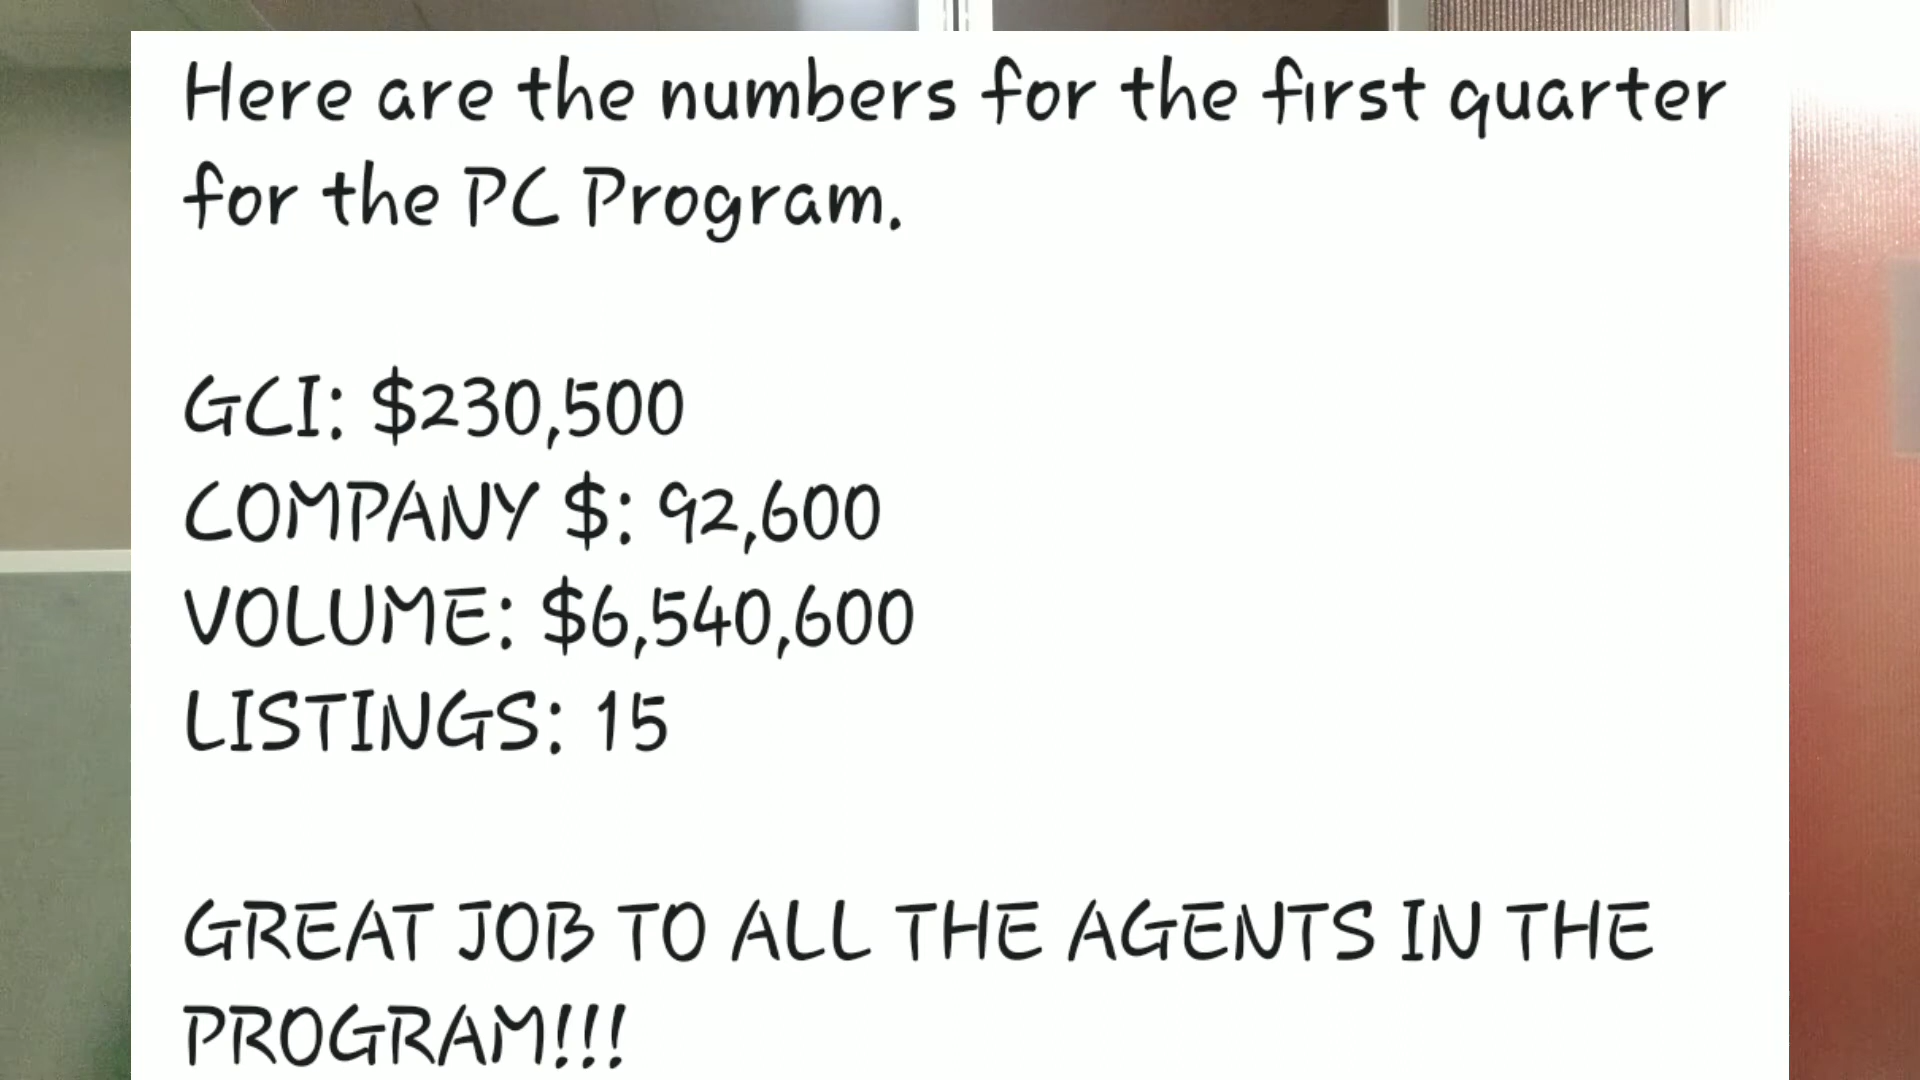 Here are the numbers for the first quarter
for the PC Program.
GCI: $230,500
COMPANY $: 92,600
VOLUME: $6,540,600
LISTINGS: 15
GREAT JOB TO ALL THE AGENTS IN THE
PROGRAM!!!